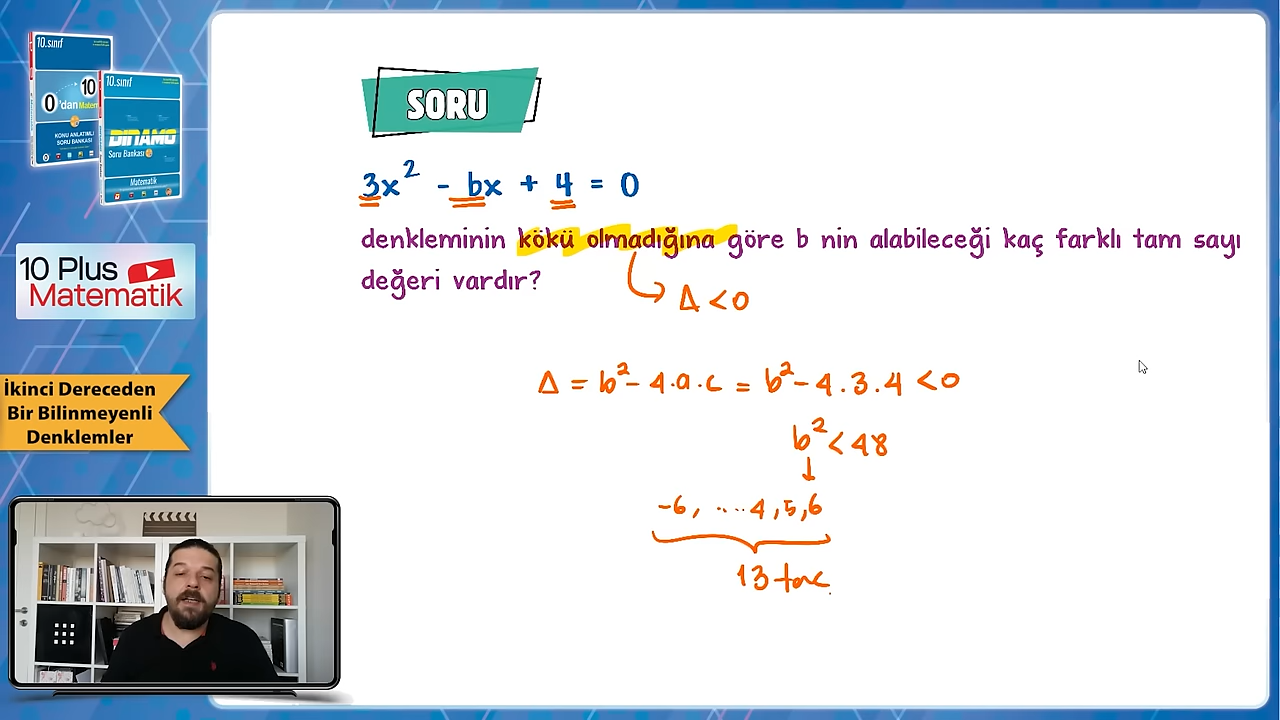 10.sınıf
0'dan 10
KONU ANLATIMLI
SORU BANKASI
10.sınıf
DİNAMO
Soru Bankası
Matematik
10 Plus
Matematik
İkinci Dereceden
Bir Bilinmeyenli
Denklemler
SORU
3x² - bx + 4 = 0
denkleminin kökü olmadığına göre b nin alabileceği kaç farklı tam sayı
değeri vardır?
Δ < 0
Δ = b² - 4.a.c = b² - 4.3.4 < 0
b² < 48
-6, ....4,5,6
13 tac